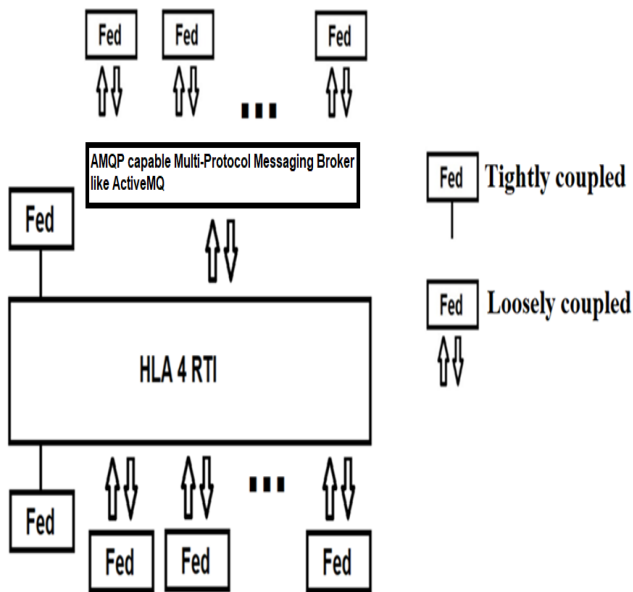 Fed Fed Fed
AMQP capable Multi-Protocol Messaging Broker
like ActiveMQ
Fed Tightly coupled
Fed
Fed Loosely coupled
HLA 4 RTI
Fed
Fed Fed Fed